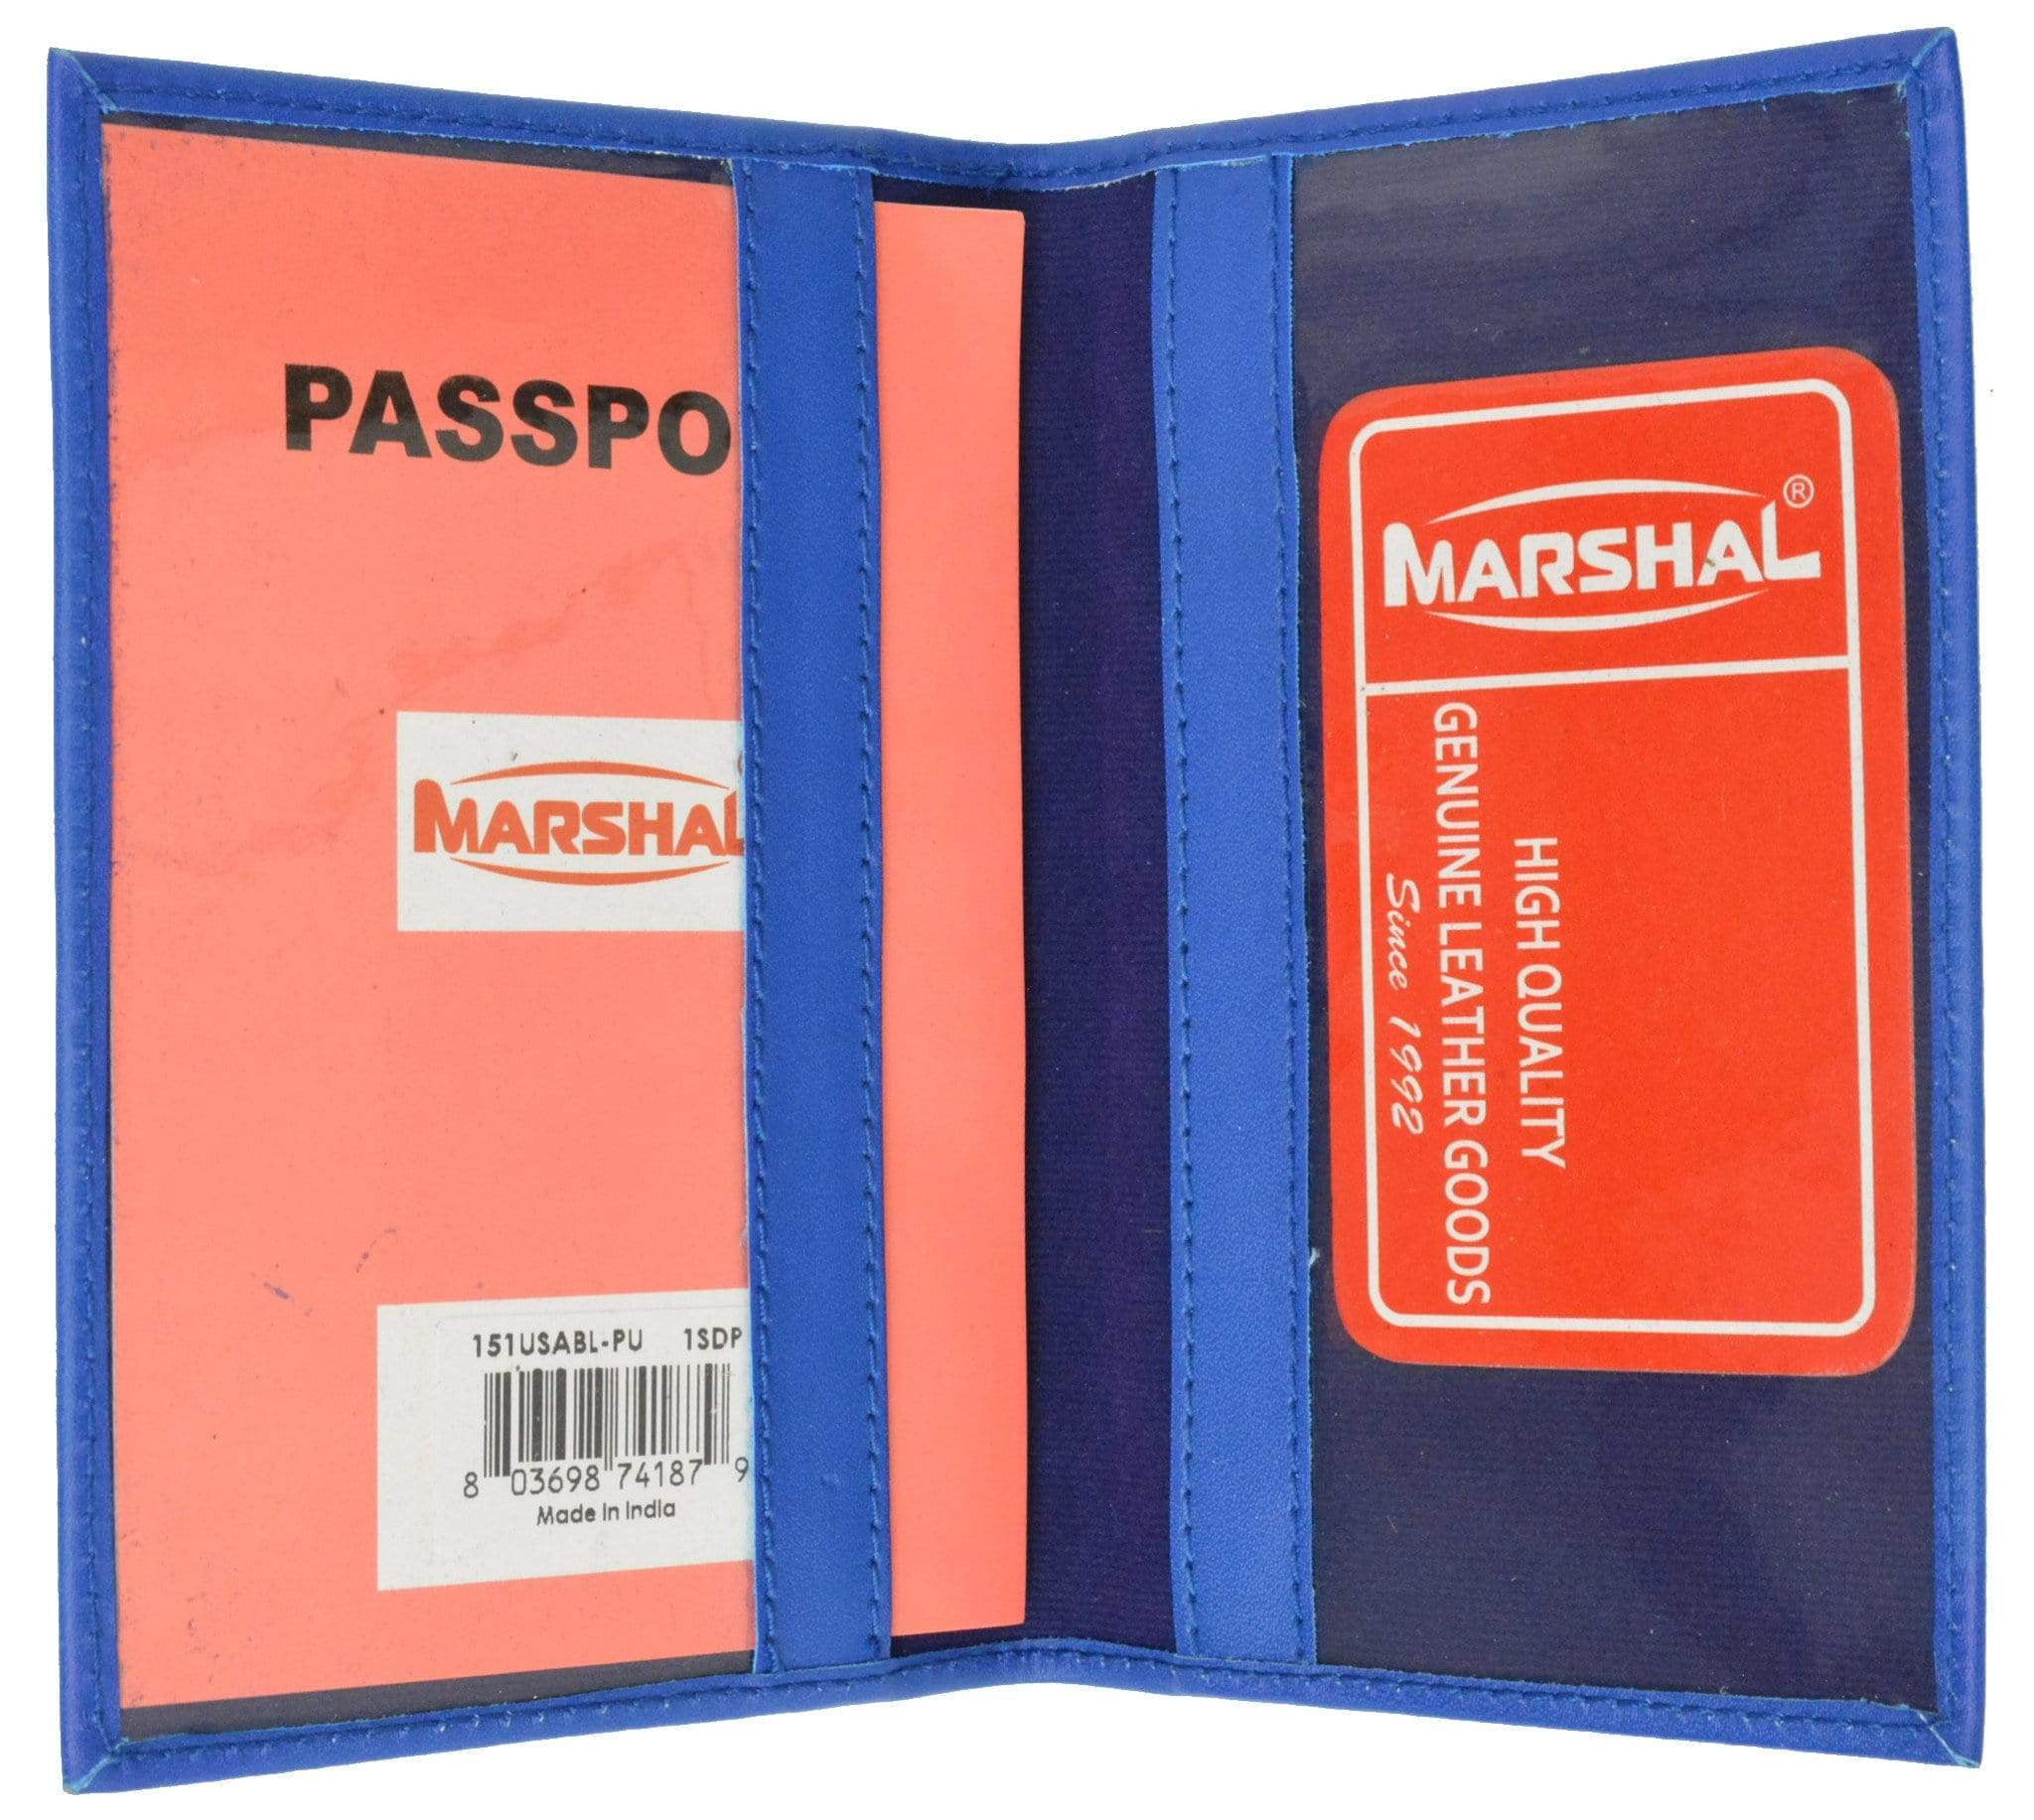 PASSPO
MARSHAL
151USABL-PU 1SDP
8 03698 74187 9
Made In India
MARSHAL®
HIGH QUALITY
GENUINE LEATHER GOODS
Since 1992